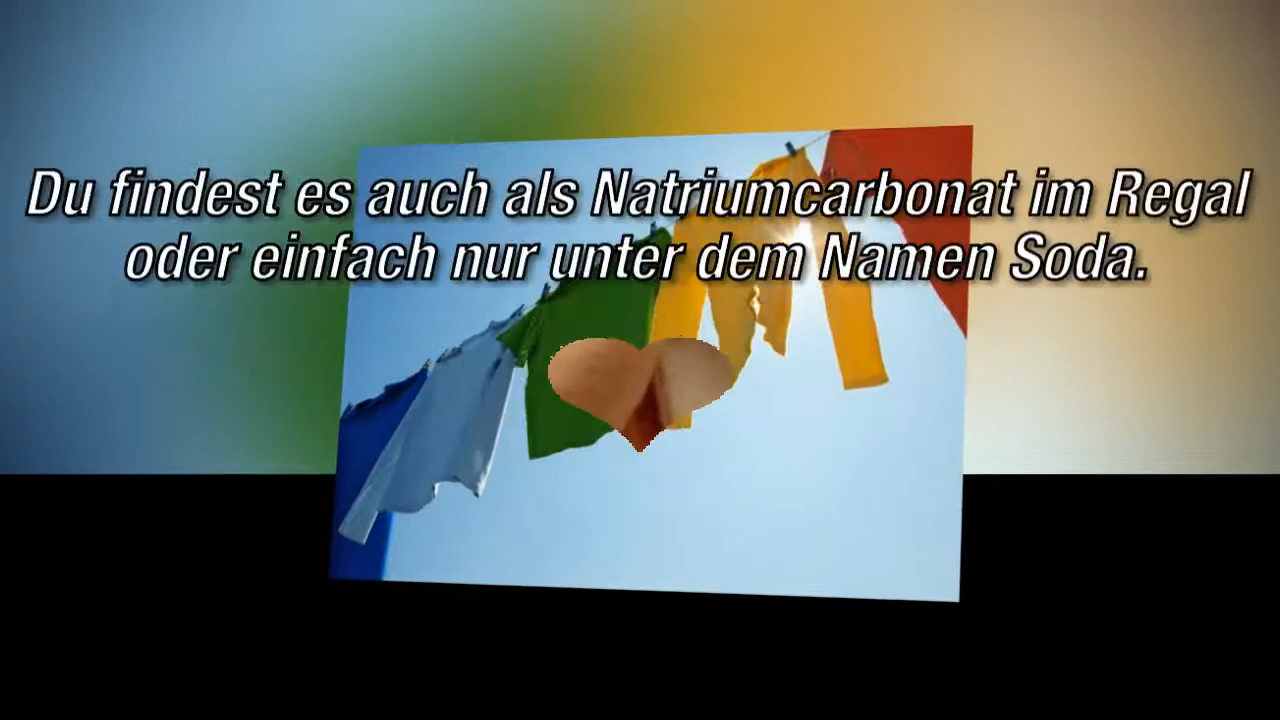 Du findest es auch als Natriumcarbonat im Regal
oder einfach nur unter dem Namen Soda.